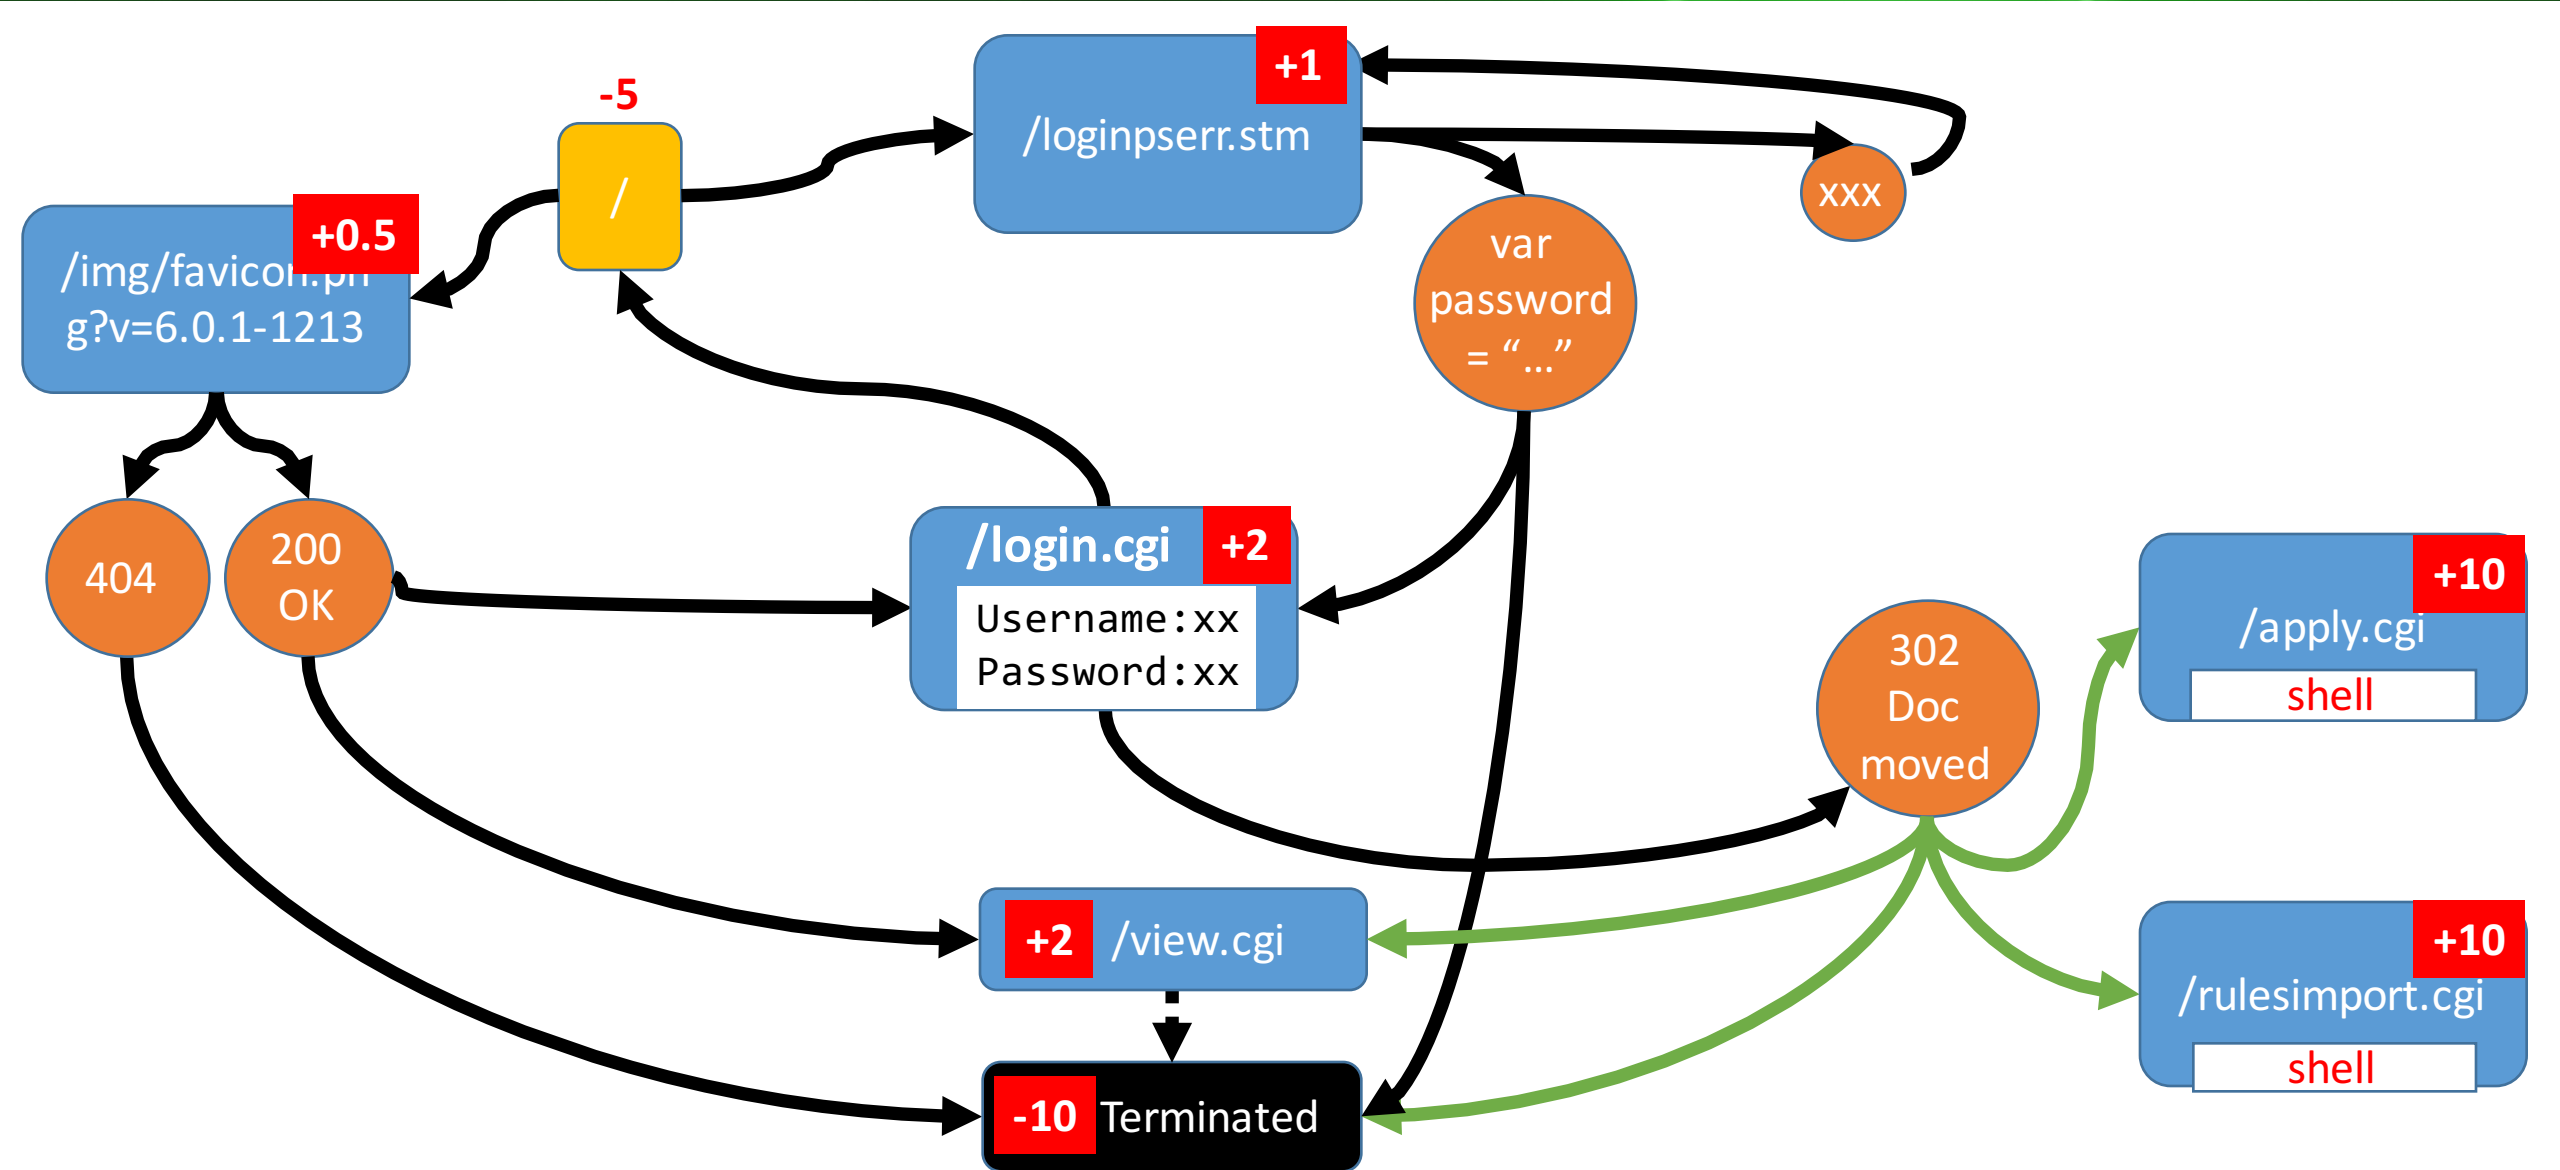 -5
/
+1
/loginpserr.stm
xxx
+0.5
/img/favicon.pn
g?v=6.0.1-1213
var
password
= “…”
404
200
OK
/login.cgi
+2
Username:xx
Password:xx
302
Doc
moved
+10
/apply.cgi
shell
+2
/view.cgi
+10
/rulesimport.cgi
shell
-10
Terminated